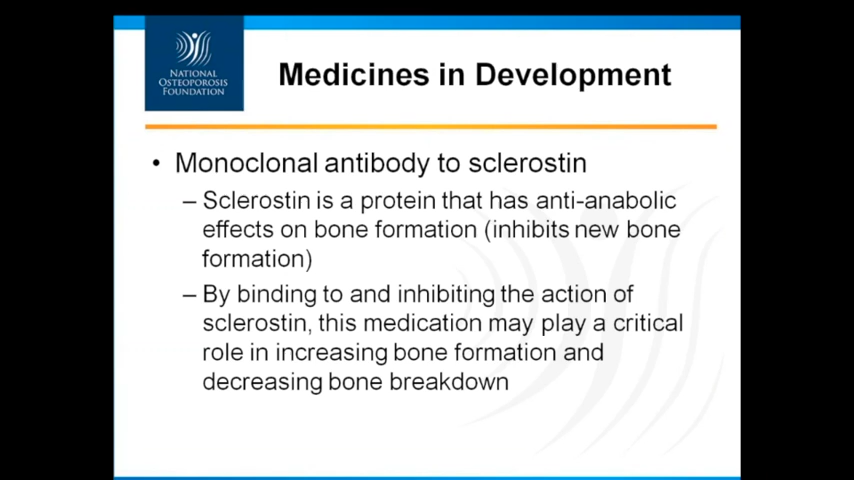 NATIONAL
OSTEOPOROSIS
FOUNDATION
Medicines in Development
• Monoclonal antibody to sclerostin
– Sclerostin is a protein that has anti-anabolic
effects on bone formation (inhibits new bone
formation)
– By binding to and inhibiting the action of
sclerostin, this medication may play a critical
role in increasing bone formation and
decreasing bone breakdown